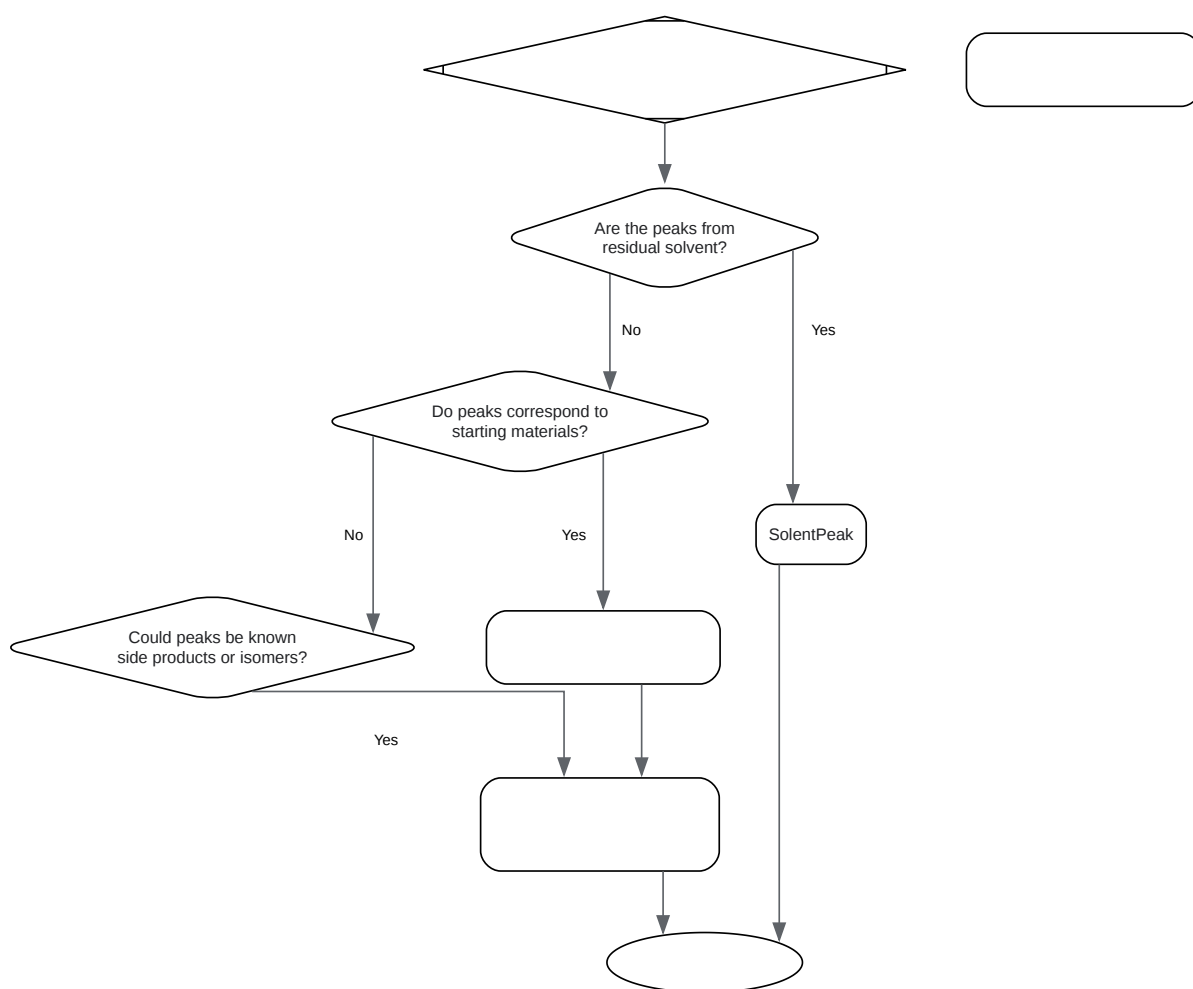 Are the peaks from
residual solvent?
No
Yes
Do peaks correspond to
starting materials?
No
Yes
SolentPeak
Could peaks be known
side products or isomers?
Yes